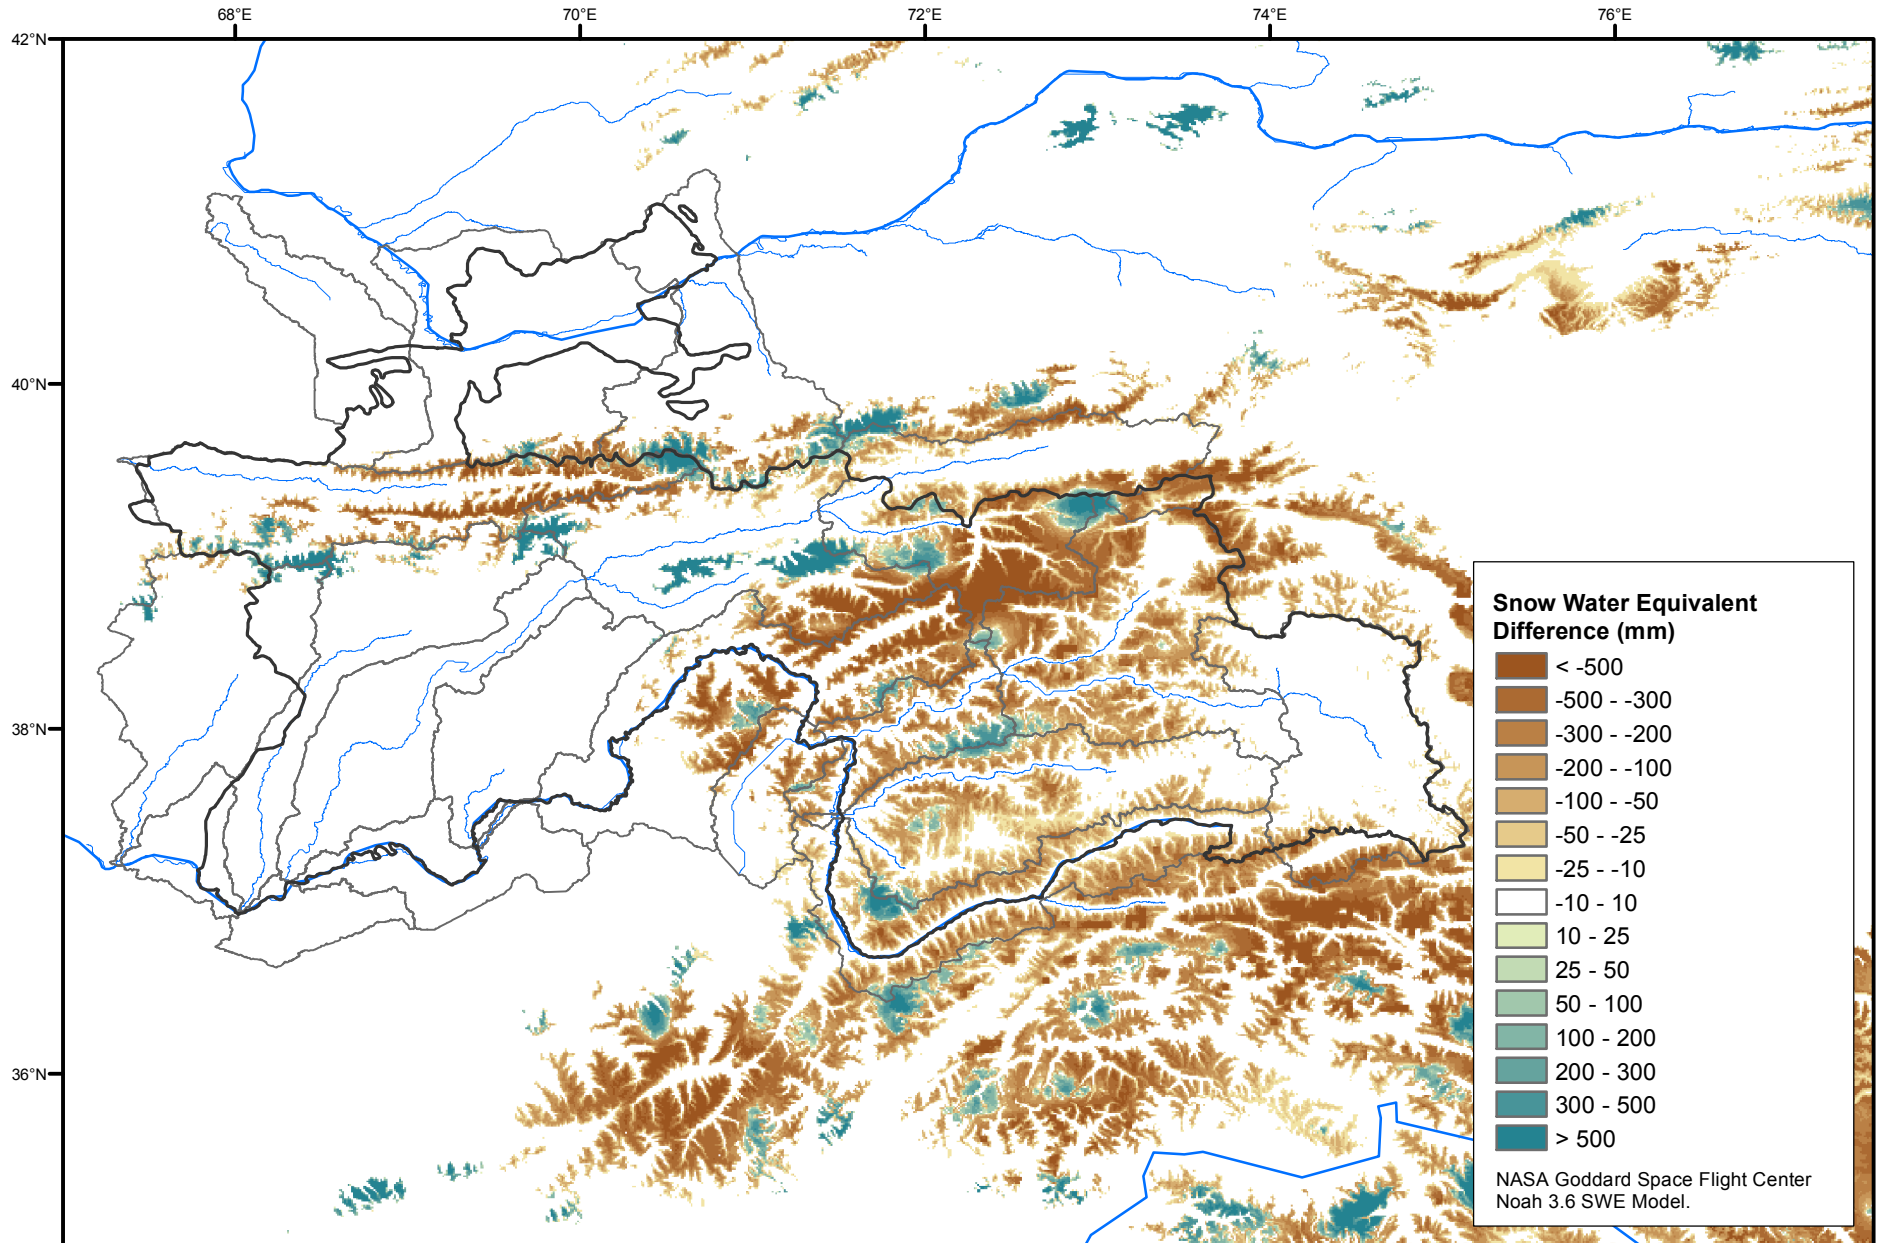 68°E 70°E 72°E 74°E 76°E
42°N
40°N
38°N
36°N
Snow Water Equivalent
Difference (mm)
< -500
-500 - -300
-300 - -200
-200 - -100
-100 - -50
-50 - -25
-25 - -10
-10 - 10
10 - 25
25 - 50
50 - 100
100 - 200
200 - 300
300 - 500
> 500
NASA Goddard Space Flight Center
Noah 3.6 SWE Model.